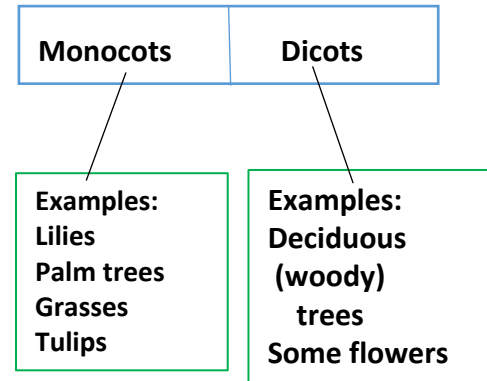 Monocots Dicots
Examples:
Lilies
Palm trees
Grasses
Tulips
Examples:
Deciduous
(woody)
trees
Some flowers